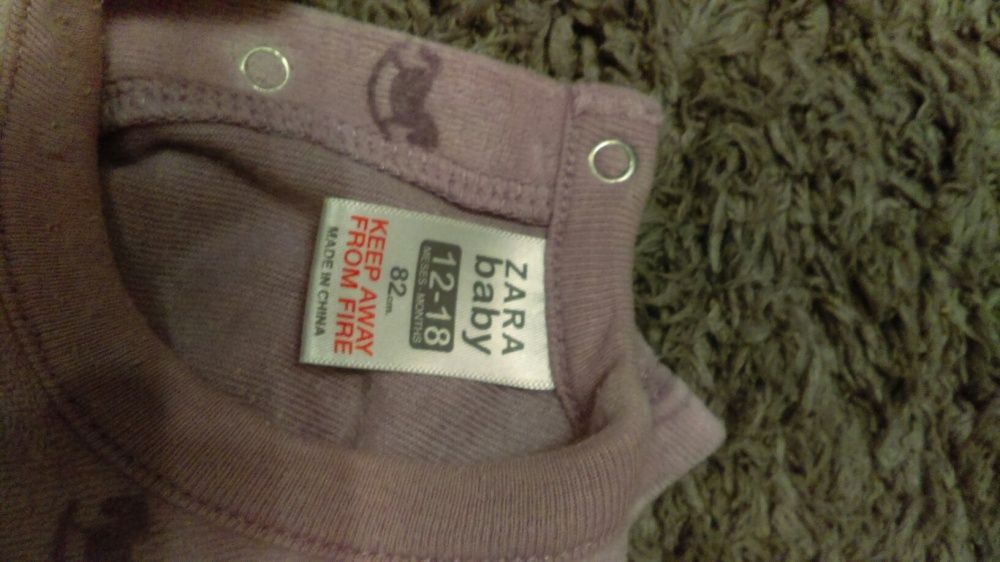 ZARA
baby
12-18
MESES - MONTHS
82cm.
KEEP AWAY
FROM FIRE
MADE IN CHINA